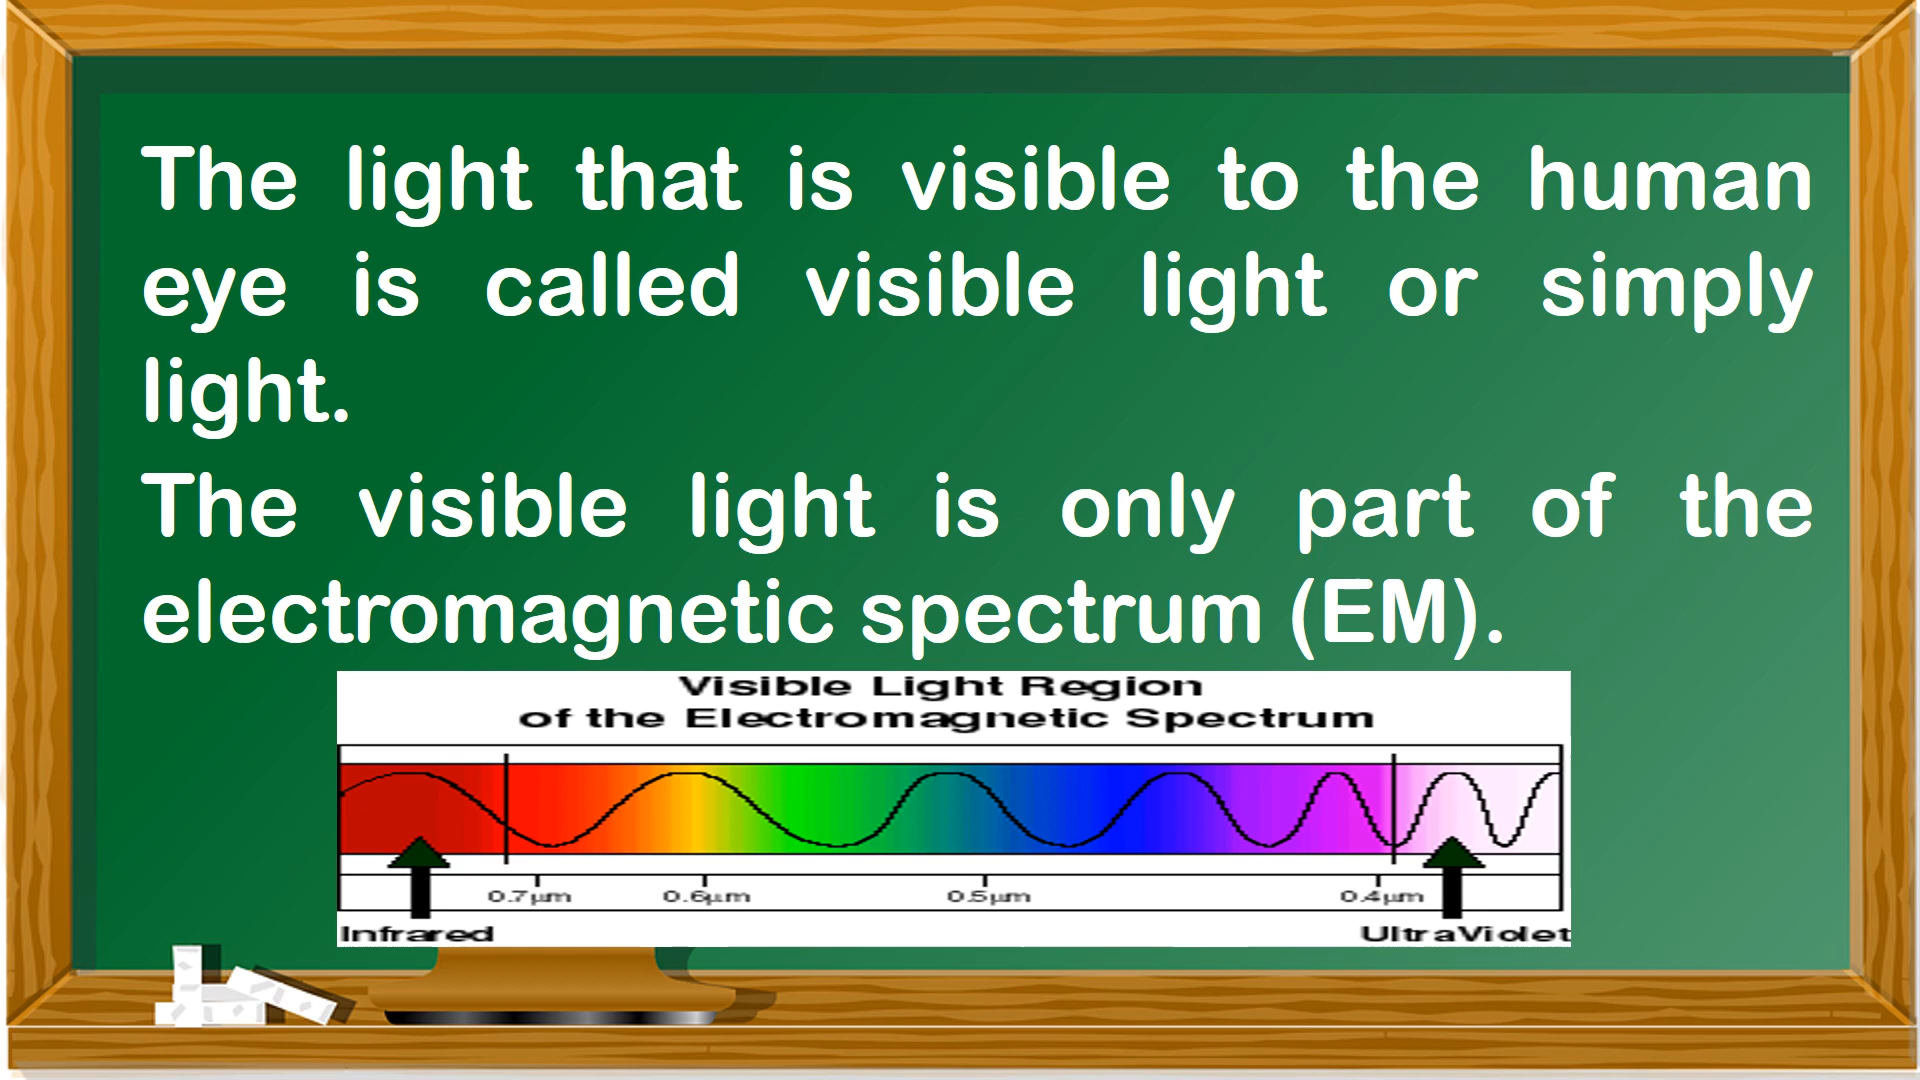 The light that is visible to the human
eye is called visible light or simply
light.
The visible light is only part of the
electromagnetic spectrum (EM).
Visible Light Region
of the Electromagnetic Spectrum
0.7µm 0.6µm 0.5µm 0.4µm
Infrared UltraViolet